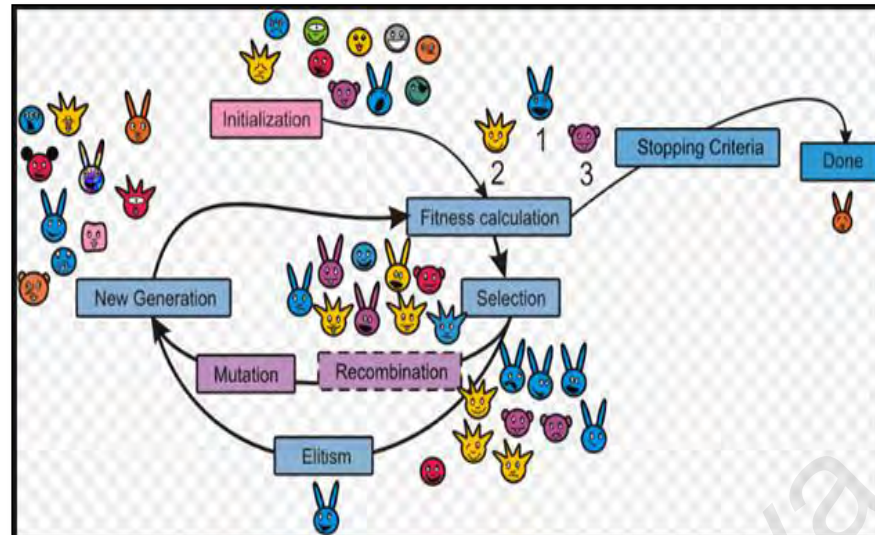 Initialization
1
2
3
Stopping Criteria
Done
Fitness calculation
New Generation
Selection
Mutation
Recombination
Elitism